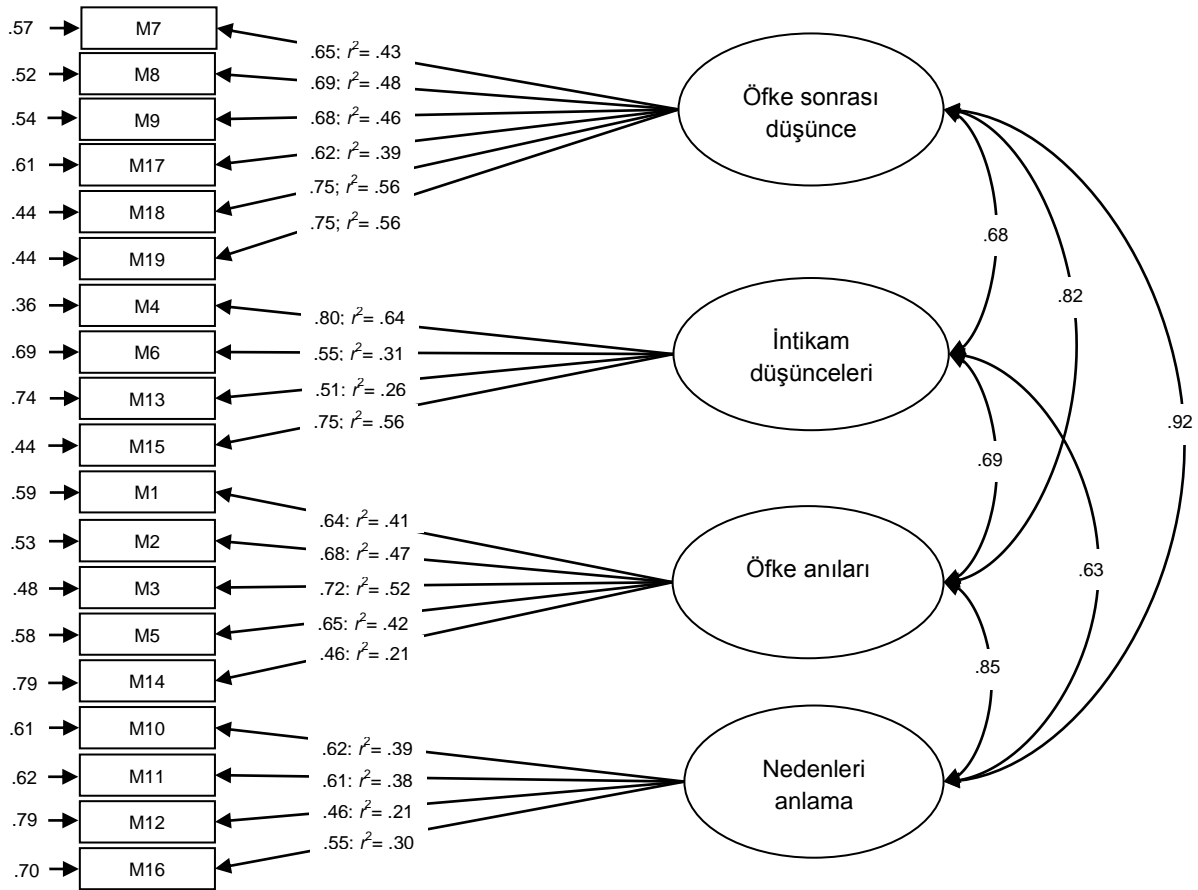 .57 M7 .65; r²= .43
.52 M8 .69; r²= .48
.54 M9 .68; r²= .46
.61 M17 .62; r²= .39
.44 M18 .75; r²= .56
.44 M19 .75; r²= .56
Öfke sonrası
düşünce
.36 M4 .80; r²= .64
.69 M6 .55; r²= .31
.74 M13 .51; r²= .26
.44 M15 .75; r²= .56
İntikam
düşünceleri
.59 M1 .64; r²= .41
.53 M2 .68; r²= .47
.48 M3 .72; r²= .52
.58 M5 .65; r²= .42
.79 M14 .46; r²= .21
Öfke anıları
.61 M10 .62; r²= .39
.62 M11 .61; r²= .38
.79 M12 .46; r²= .21
.70 M16 .55; r²= .30
Nedenleri
anlama
.68
.82
.92
.69
.63
.85